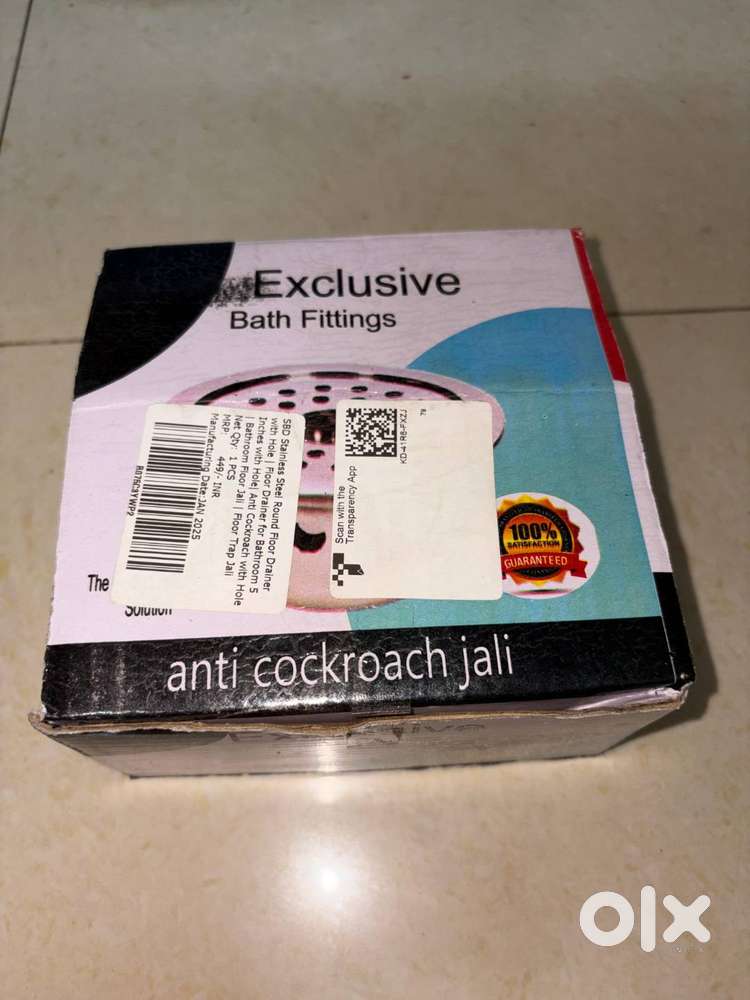 Exclusive
Bath Fittings
SBD Stainless Steel Round Floor Drainer
with Hole | Floor Drainer for Bathroom 5
Inches with Hole| Anti Cockroach with Hole
| Bathroom Floor Jali | Floor Trap Jali
Net Qty: 1 PCS
MRP: 449/- INR
Manufacturing Date:JAN 2025
Scan with the
Transparency App
100%
SATISFACTION
GUARANTEED
The
Solution
anti cockroach jali
olx